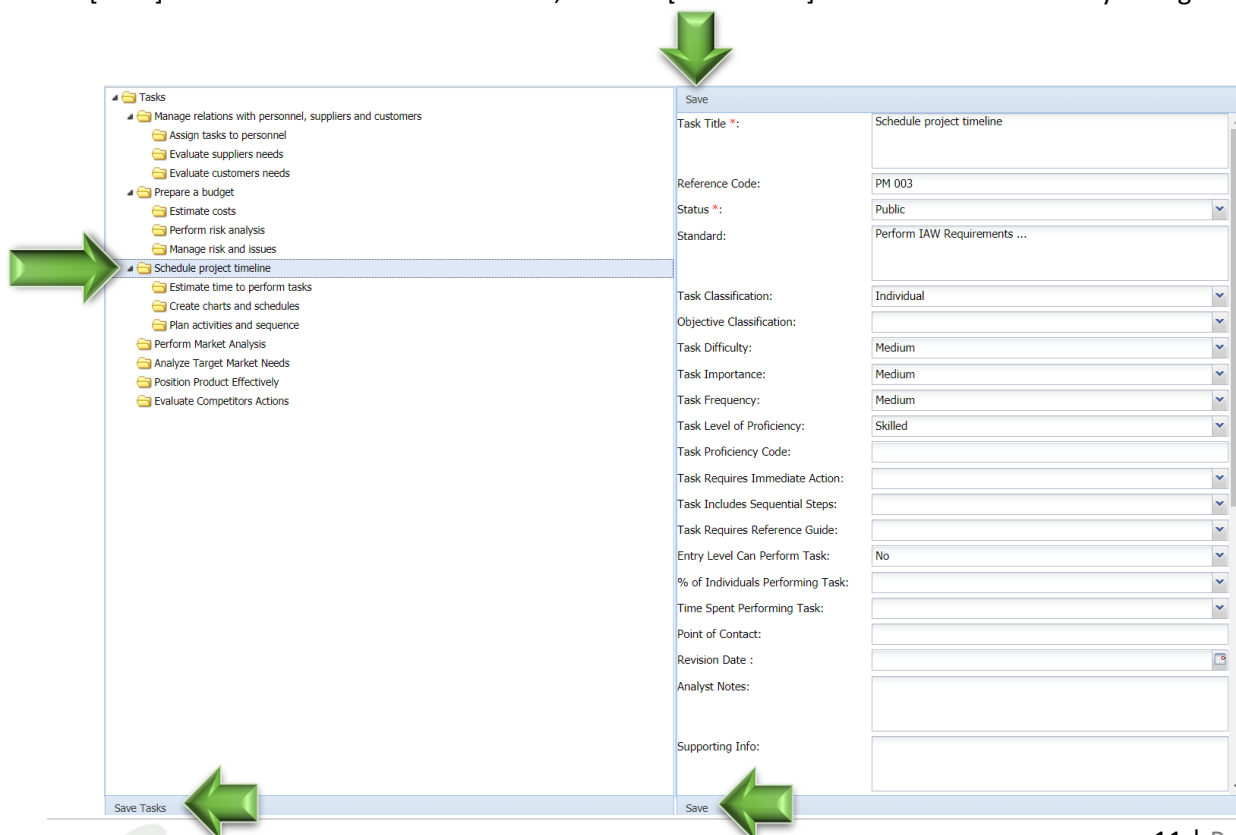 Tasks
Manage relations with personnel, suppliers and customers
Assign tasks to personnel
Evaluate suppliers needs
Evaluate customers needs
Prepare a budget
Estimate costs
Perform risk analysis
Manage risk and issues
Schedule project timeline
Estimate time to perform tasks
Create charts and schedules
Plan activities and sequence
Perform Market Analysis
Analyze Target Market Needs
Position Product Effectively
Evaluate Competitors Actions
Save Tasks
Save
Task Title *: Schedule project timeline
Reference Code: PM 003
Status *: Public
Standard: Perform IAW Requirements ...
Task Classification: Individual
Objective Classification:
Task Difficulty: Medium
Task Importance: Medium
Task Frequency: Medium
Task Level of Proficiency: Skilled
Task Proficiency Code:
Task Requires Immediate Action:
Task Includes Sequential Steps:
Task Requires Reference Guide:
Entry Level Can Perform Task: No
% of Individuals Performing Task:
Time Spent Performing Task:
Point of Contact:
Revision Date :
Analyst Notes:
Supporting Info:
Save